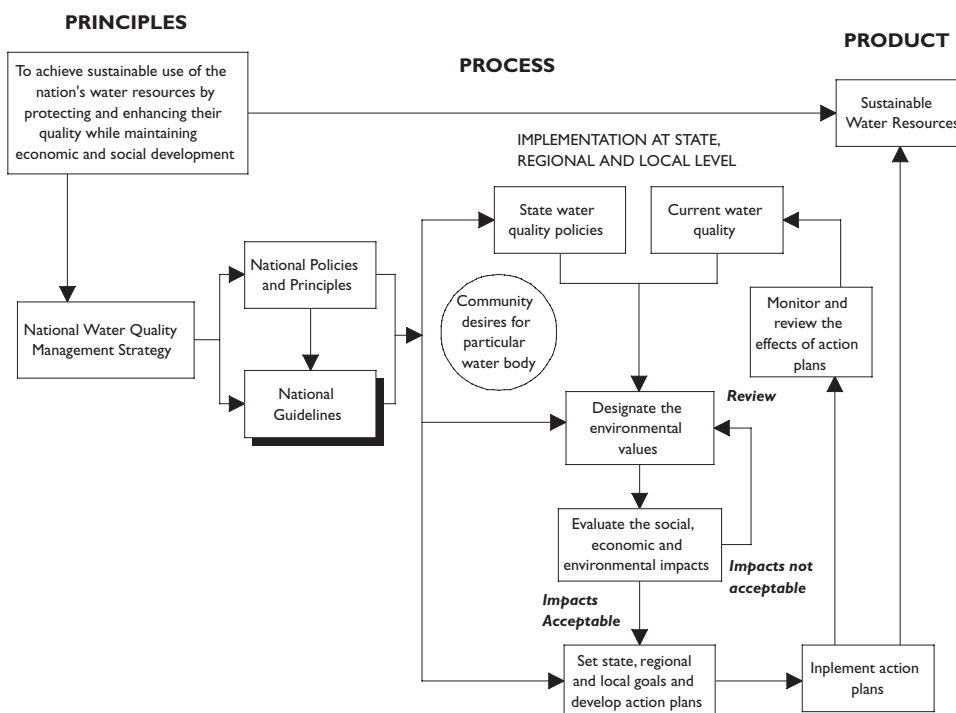 PRINCIPLES
To achieve sustainable use of the
nation's water resources by
protecting and enhancing their
quality while maintaining
economic and social development
PROCESS
PRODUCT
Sustainable
Water Resources
IMPLEMENTATION AT STATE,
REGIONAL AND LOCAL LEVEL
State water
quality policies
Current water
quality
National Policies
and Principles
National Water Quality
Management Strategy
National
Guidelines
Community
desires for
particular
water body
Monitor and
review the
effects of action
plans
Review
Designate the
environmental
values
Evaluate the social,
economic and
environmental impacts
Impacts not
acceptable
Impacts
Acceptable
Set state, regional
and local goals and
develop action plans
Inplement action
plans